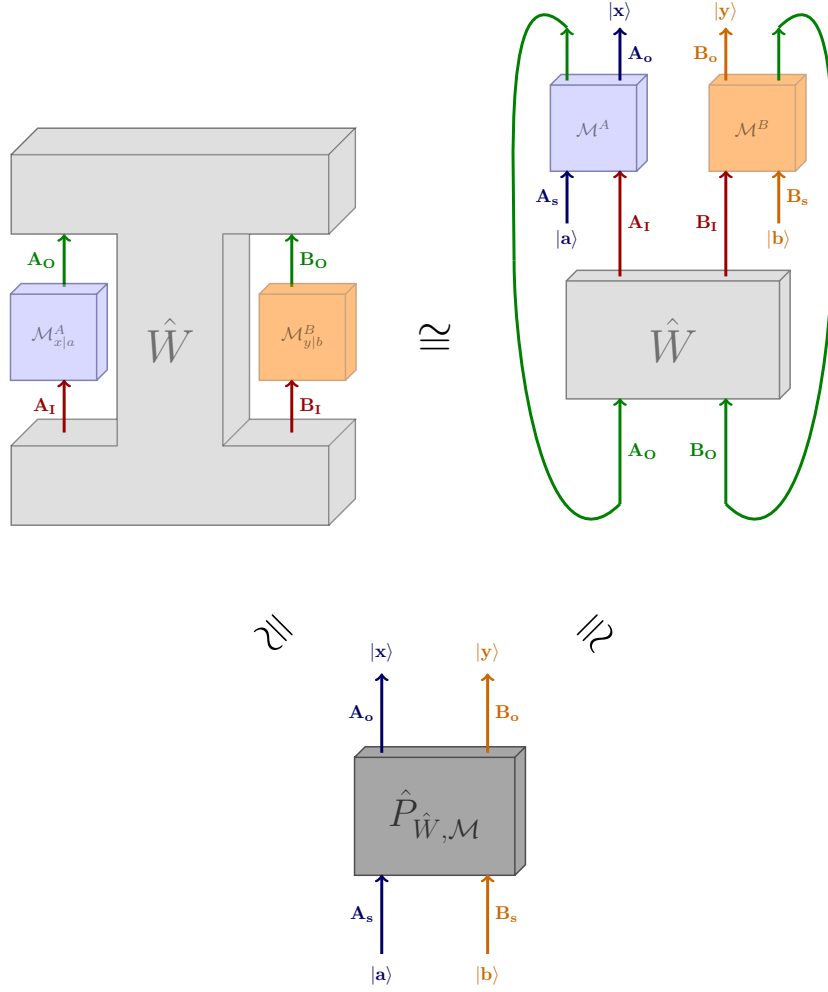 |x⟩ |y⟩
A_o B_o
𝓜^A 𝓜^B
A_s A_I B_I B_s
|a⟩ |b⟩
A_O B_O
𝓜^A_{x|a} Ŵ 𝓜^B_{y|b}
A_I B_I
≅
Ŵ
A_O B_O
≅ ≅
|x⟩ |y⟩
A_o B_o
P̂_{Ŵ,𝓜}
A_s B_s
|a⟩ |b⟩